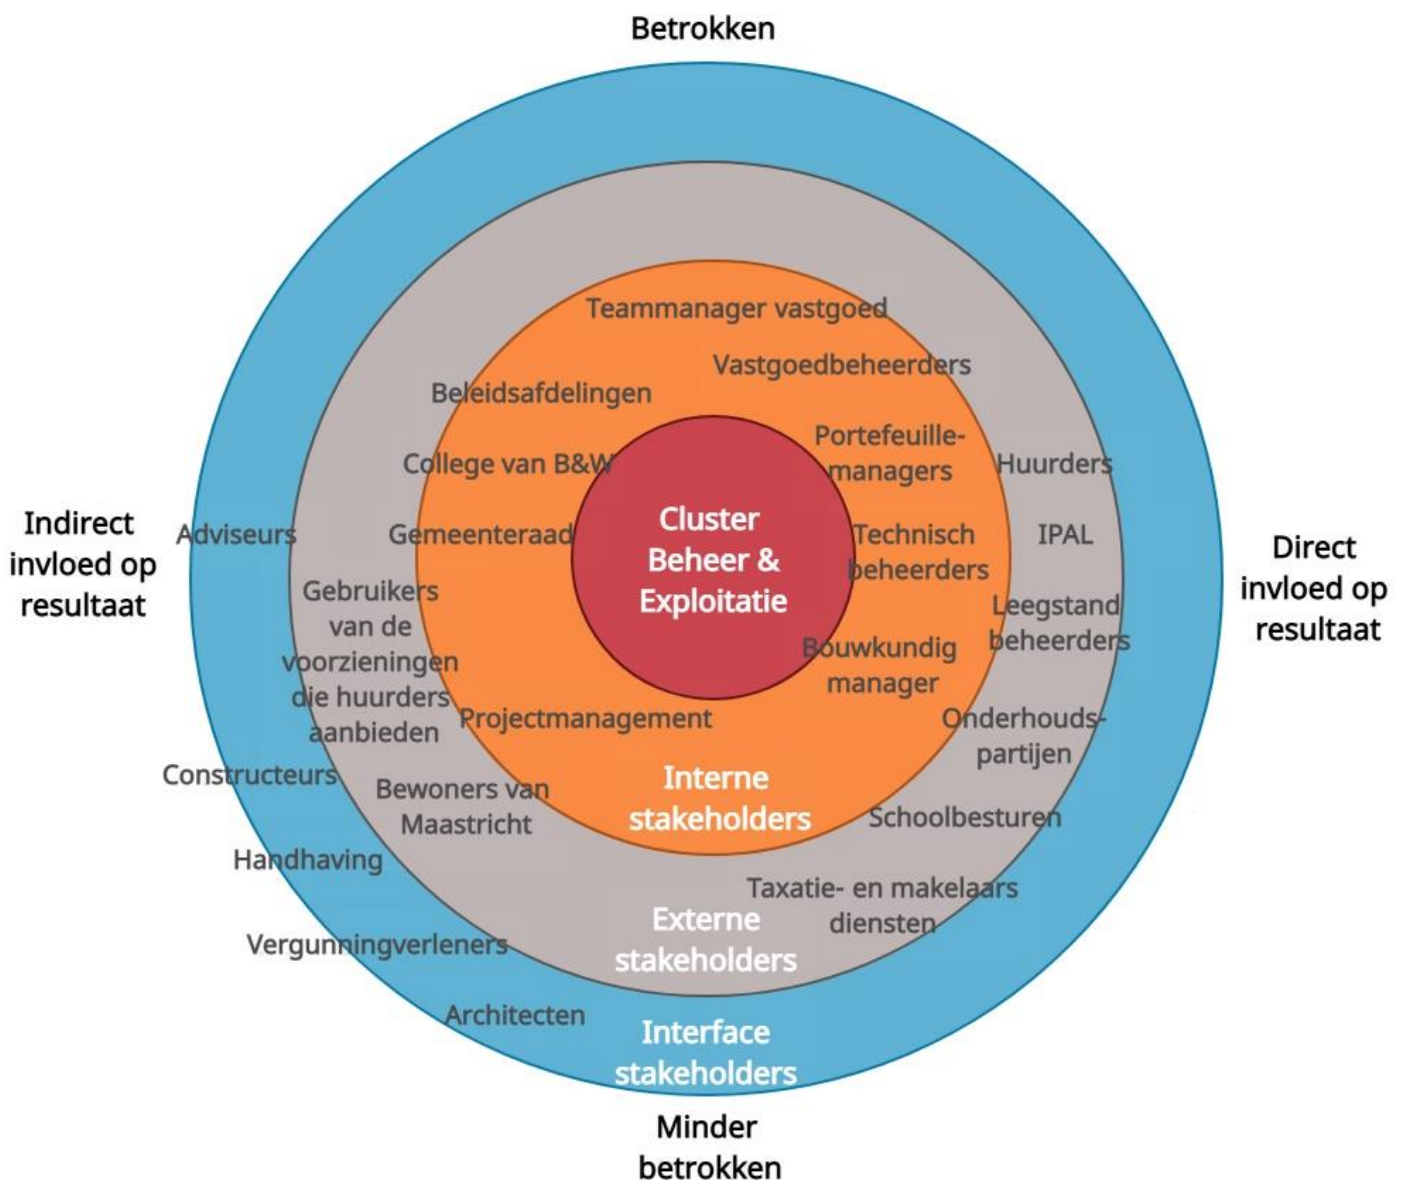 Betrokken
Teammanager vastgoed
Vastgoedbeheerders
Beleidsafdelingen
Portefeuille-
managers
College van B&W
Huurders
Indirect
invloed op
resultaat
Adviseurs
Gemeenteraad
Cluster
Beheer &
Exploitatie
Technisch
beheerders
IPAL
Direct
invloed op
resultaat
Gebruikers
van de
voorzieningen
die huurders
aanbieden
Leegstand
beheerders
Bouwkundig
manager
Projectmanagement
Onderhouds-
partijen
Constructeurs
Interne
stakeholders
Bewoners van
Maastricht
Schoolbesturen
Handhaving
Taxatie- en makelaars
diensten
Externe
stakeholders
Vergunningverleners
Architecten
Interface
stakeholders
Minder
betrokken